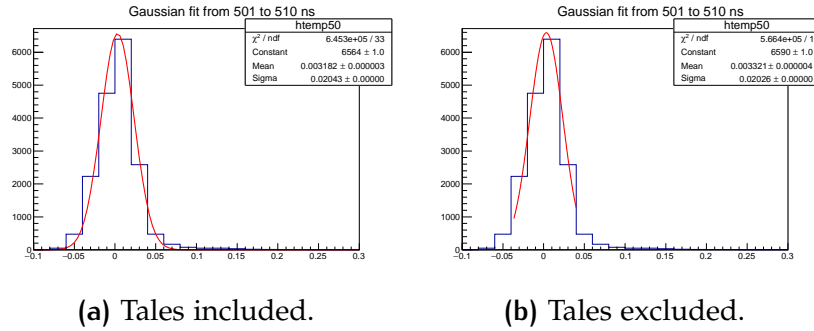 Gaussian fit from 501 to 510 ns
htemp50
χ² / ndf 6.453e+05 / 33
Constant 6564 ± 1.0
Mean 0.003182 ± 0.000003
Sigma 0.02043 ± 0.00000
6000
5000
4000
3000
2000
1000
0
−0.1 −0.05 0 0.05 0.1 0.15 0.2 0.25 0.3
(a) Tales included.
Gaussian fit from 501 to 510 ns
htemp50
χ² / ndf 5.664e+05 / 1
Constant 6590 ± 1.0
Mean 0.003321 ± 0.000004
Sigma 0.02026 ± 0.00000
6000
5000
4000
3000
2000
1000
0
−0.1 −0.05 0 0.05 0.1 0.15 0.2 0.25 0.3
(b) Tales excluded.